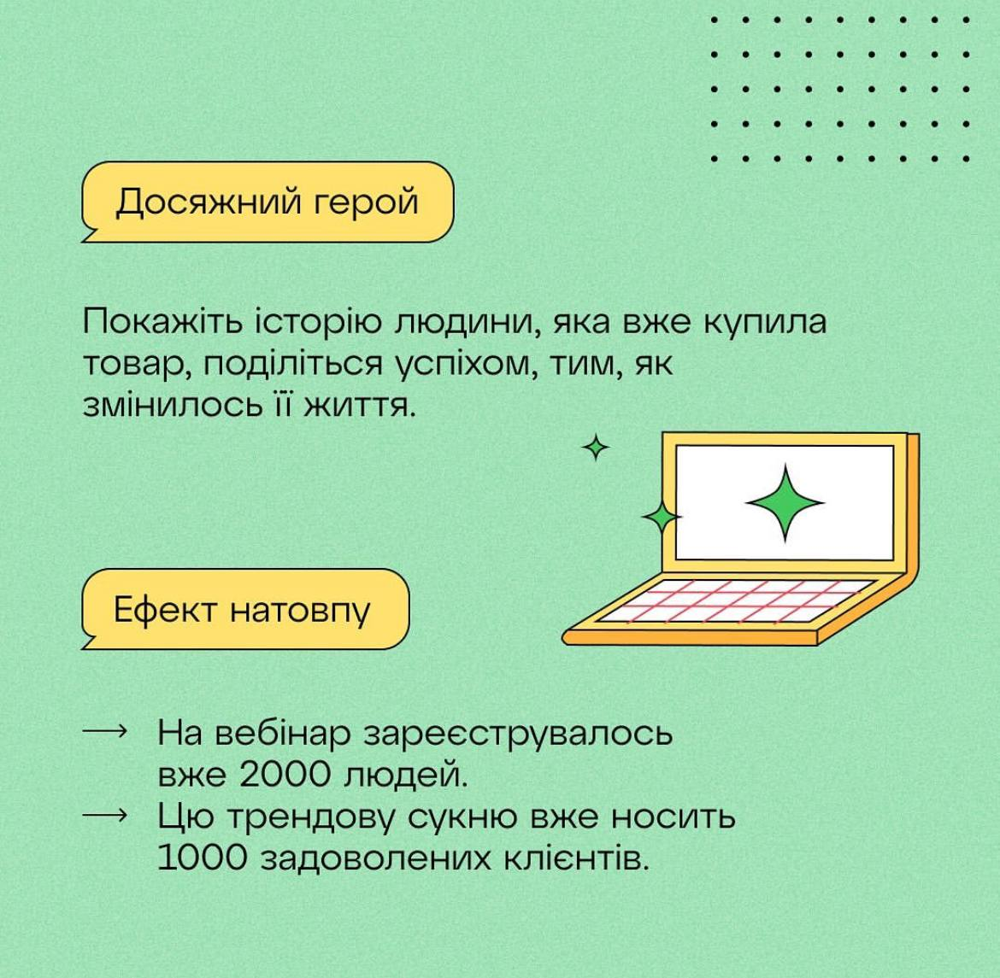 Досяжний герой
Покажіть історію людини, яка вже купила
товар, поділіться успіхом, тим, як
змінилось її життя.
Ефект натовпу
⟶ На вебінар зареєструвалось
вже 2000 людей.
⟶ Цю трендову сукню вже носить
1000 задоволених клієнтів.